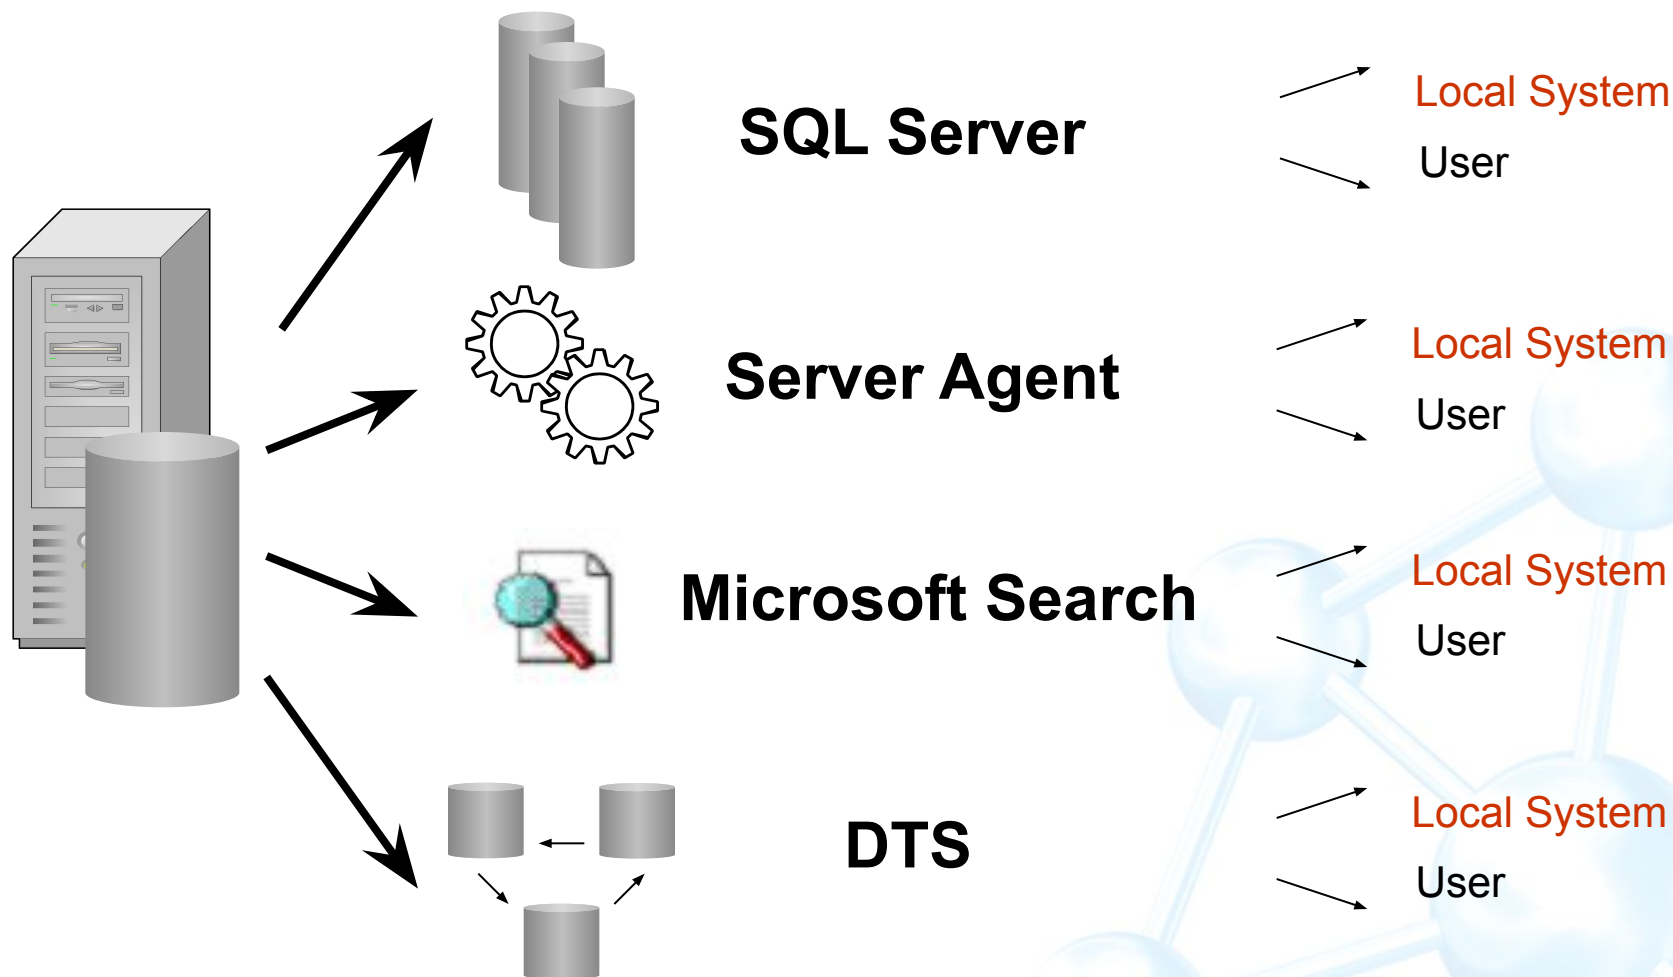 SQL Server
Local System
User
Server Agent
Local System
User
Microsoft Search
Local System
User
DTS
Local System
User